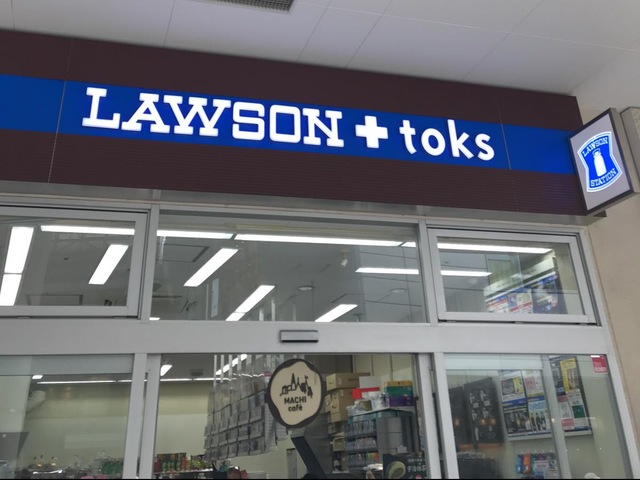 LAWSON + toks
LAWSON
STATION
MACHI
café